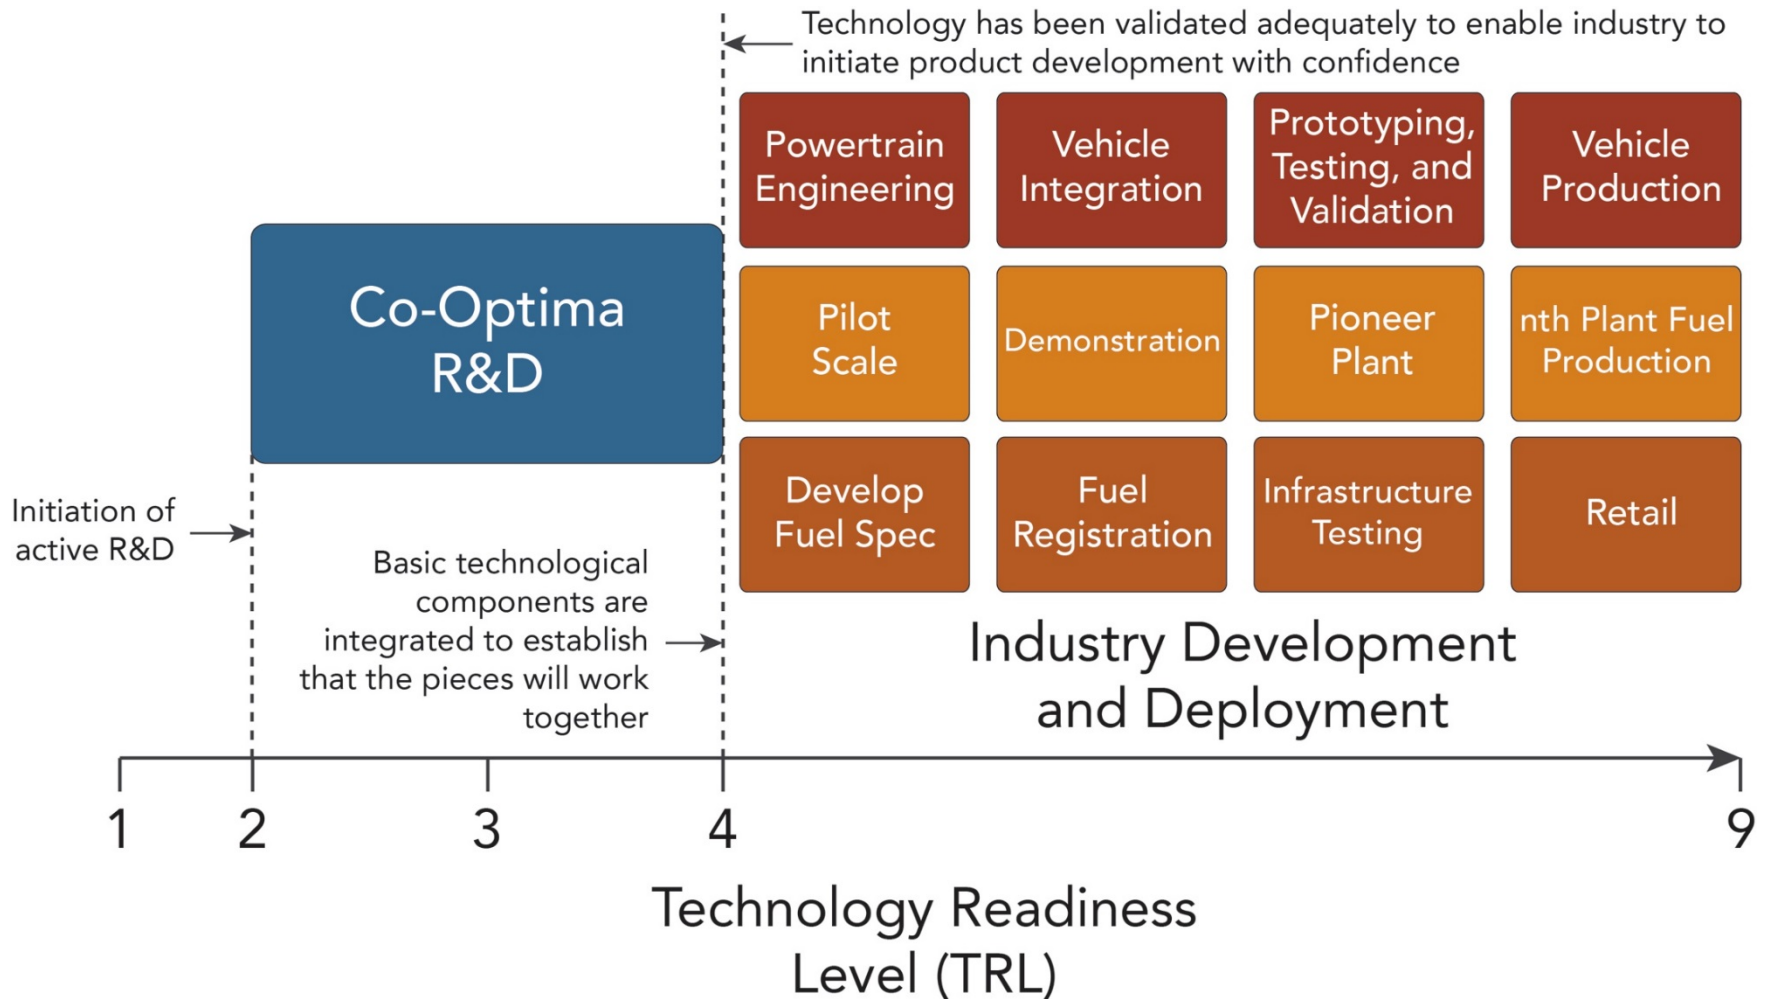 Technology has been validated adequately to enable industry to
initiate product development with confidence
Powertrain
Engineering
Vehicle
Integration
Prototyping,
Testing, and
Validation
Vehicle
Production
Co-Optima
R&D
Pilot
Scale
Demonstration
Pioneer
Plant
nth Plant Fuel
Production
Develop
Fuel Spec
Fuel
Registration
Infrastructure
Testing
Retail
Initiation of
active R&D
Basic technological
components are
integrated to establish
that the pieces will work
together
Industry Development
and Deployment
1 2 3 4 9
Technology Readiness
Level (TRL)